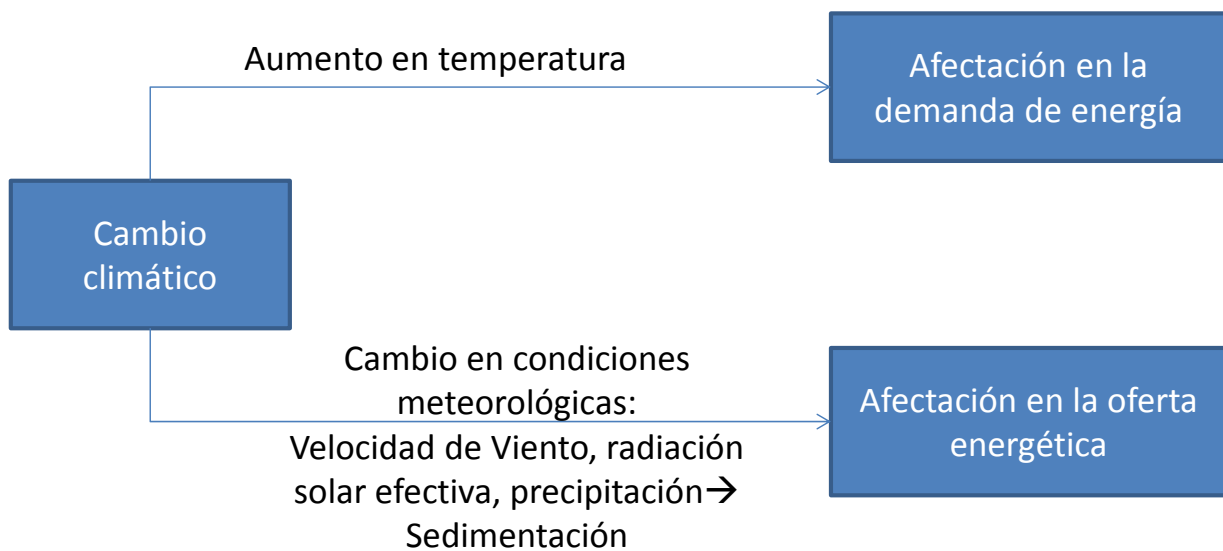 Aumento en temperatura
Afectación en la
demanda de energía
Cambio
climático
Cambio en condiciones
meteorológicas:
Velocidad de Viento, radiación
solar efectiva, precipitación→
Sedimentación
Afectación en la oferta
energética